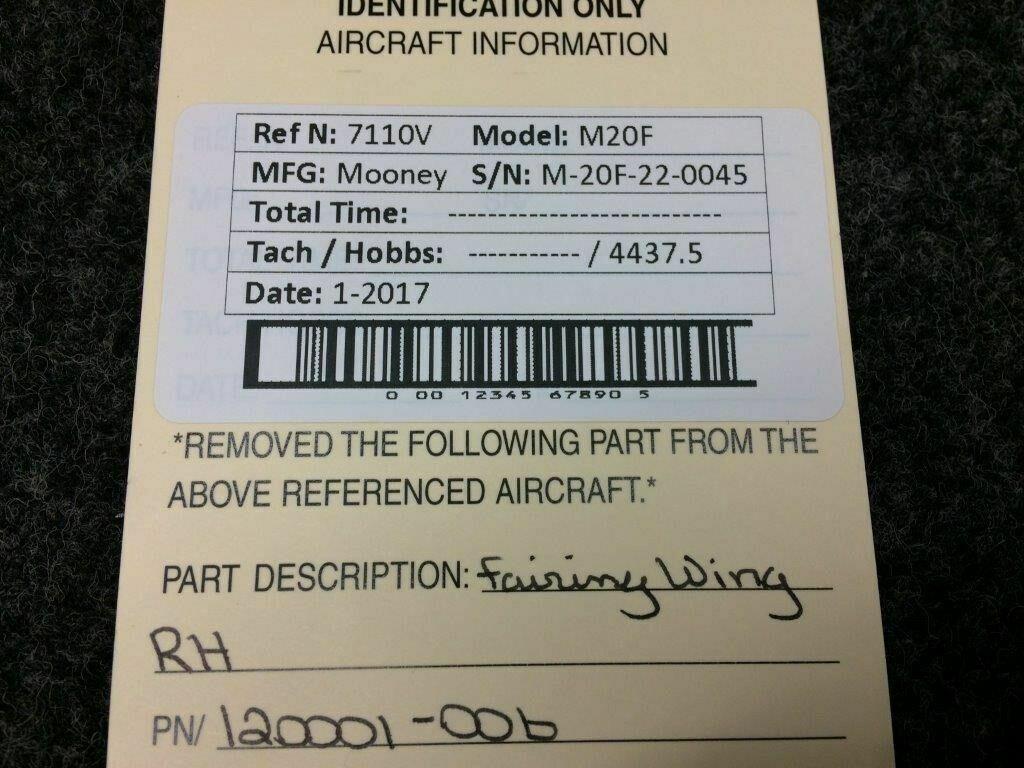 IDENTIFICATION ONLY
AIRCRAFT INFORMATION
Ref N: 7110V Model: M20F
MFG: Mooney S/N: M-20F-22-0045
Total Time: ---------------------------
Tach / Hobbs: ----------- / 4437.5
Date: 1-2017
0 00 12345 67890 5
*REMOVED THE FOLLOWING PART FROM THE
ABOVE REFERENCED AIRCRAFT.*
PART DESCRIPTION: Fairing Wing
RH
PN/ 120001-006